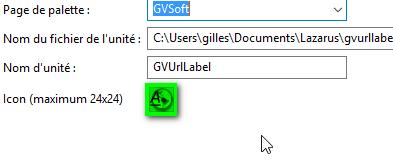 Page de palette : GVSoft
Nom du fichier de l'unité : C:\Users\gilles\Documents\Lazarus\gvurllabe
Nom d'unité : GVUrlLabel
Icon (maximum 24x24)